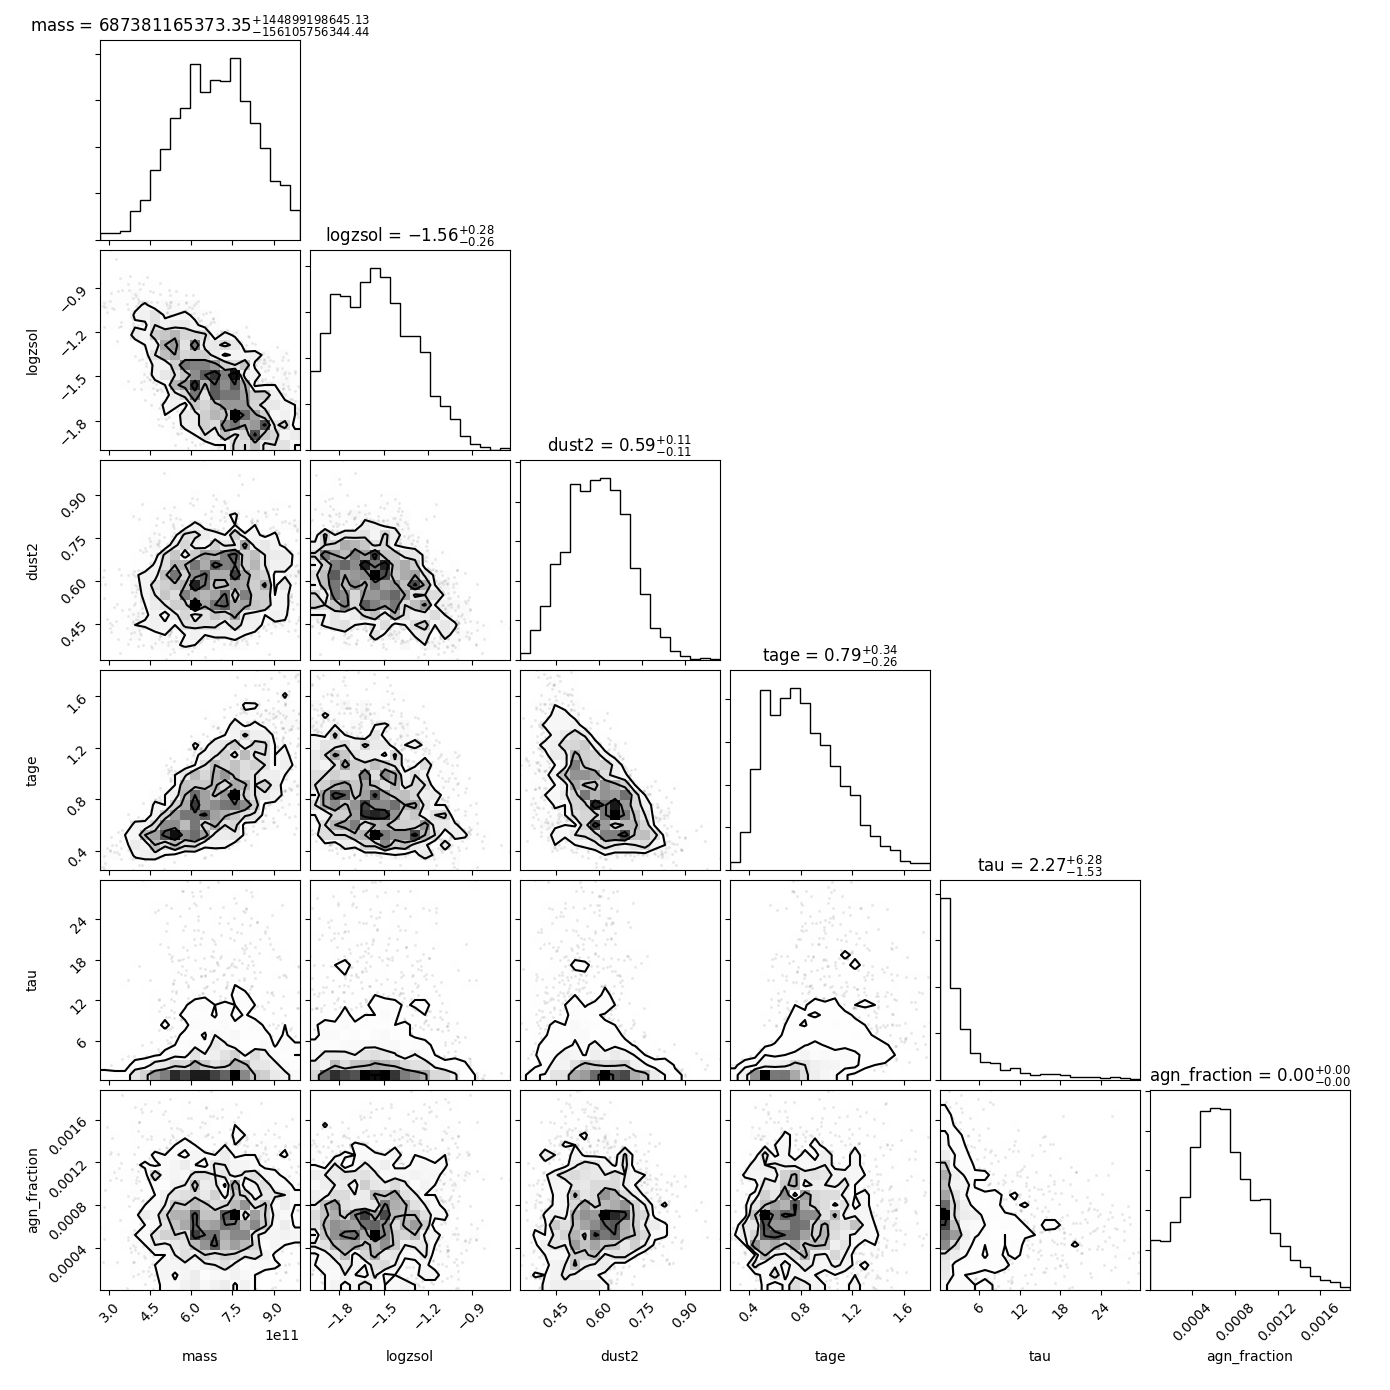 mass = 687381165373.35+144899198645.13−156105756344.44
logzsol = −1.56+0.28−0.26
−0.9
−1.2
−1.5
−1.8
logzsol
dust2 = 0.59+0.11−0.11
0.90
0.75
0.60
0.45
dust2
tage = 0.79+0.34−0.26
1.6
1.2
0.8
0.4
tage
tau = 2.27+6.28−1.53
24
18
12
6
tau
agn_fraction = 0.00+0.00−0.00
0.0016
0.0012
0.0008
0.0004
agn_fraction
3.0 4.5 6.0 7.5 9.0 −1.8 −1.5 −1.2 −0.9 0.45 0.60 0.75 0.90 0.4 0.8 1.2 1.6 6 12 18 24 0.0004 0.0008 0.0012 0.0016
1e11
mass logzsol dust2 tage tau agn_fraction